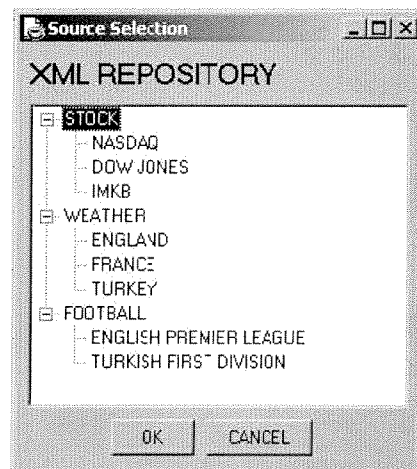 Source Selection
XML REPOSITORY
STOCK
NASDAQ
DOW JONES
IMKB
WEATHER
ENGLAND
FRANCE
TURKEY
FOOTBALL
ENGLISH PREMIER LEAGUE
TURKISH FIRST DIVISION
OK
CANCEL